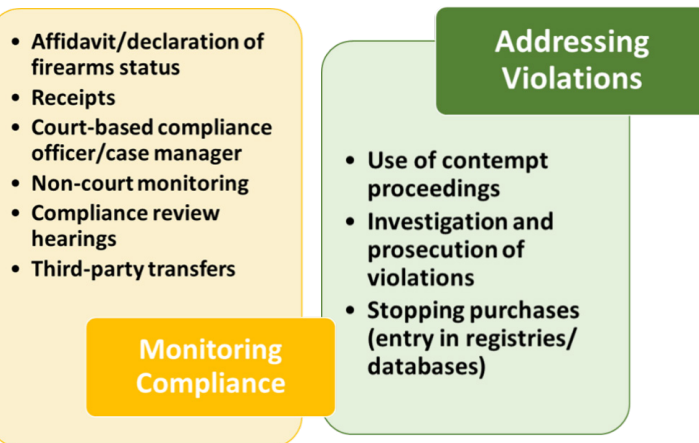 • Affidavit/declaration of
firearms status
• Receipts
• Court-based compliance
officer/case manager
• Non-court monitoring
• Compliance review
hearings
• Third-party transfers
Monitoring
Compliance
Addressing
Violations
• Use of contempt
proceedings
• Investigation and
prosecution of
violations
• Stopping purchases
(entry in registries/
databases)